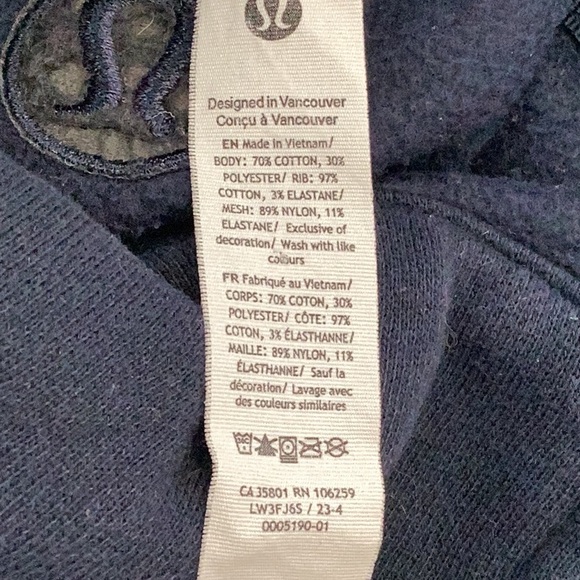 Designed in Vancouver
Conçu à Vancouver
EN Made in Vietnam/
BODY: 70% COTTON, 30%
POLYESTER/ RIB: 97%
COTTON, 3% ELASTANE/
MESH: 89% NYLON, 11%
ELASTANE/ Exclusive of
decoration/ Wash with like
colours
FR Fabriqué au Vietnam/
CORPS: 70% COTON, 30%
POLYESTER/ CÔTE: 97%
COTON, 3% ÉLASTHANNE/
MAILLE: 89% NYLON, 11%
ÉLASTHANNE/ Sauf la
décoration/ Lavage avec
des couleurs similaires
CA 35801 RN 106259
LW3FJ6S / 23-4
0005190-01